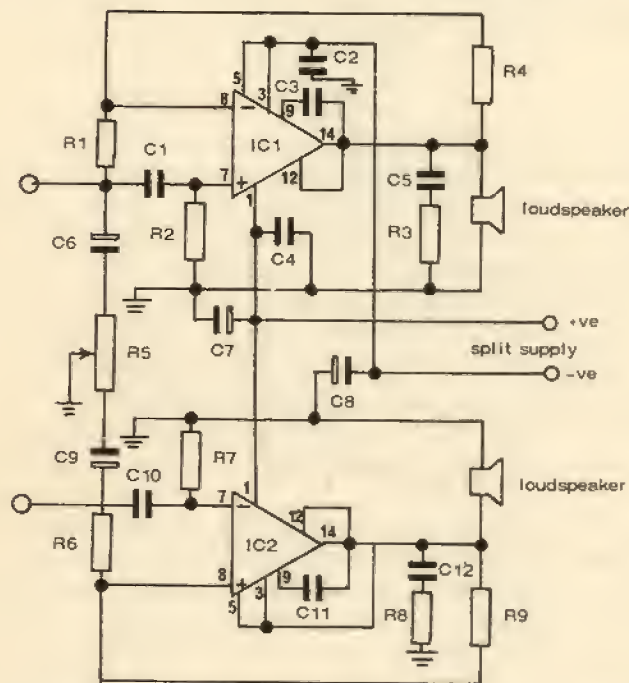 C2
5
3
R4
C3
8
−
9
IC1
14
R1
C1
12
7
+
1
C5
loudspeaker
C6
R2
C4
R3
C7
+ve
R5
split supply
−ve
C8
C9
R7
C10
1
loudspeaker
12
7
−
14
IC2
R6
9
C12
8
+
3
C11
5
R8
R9